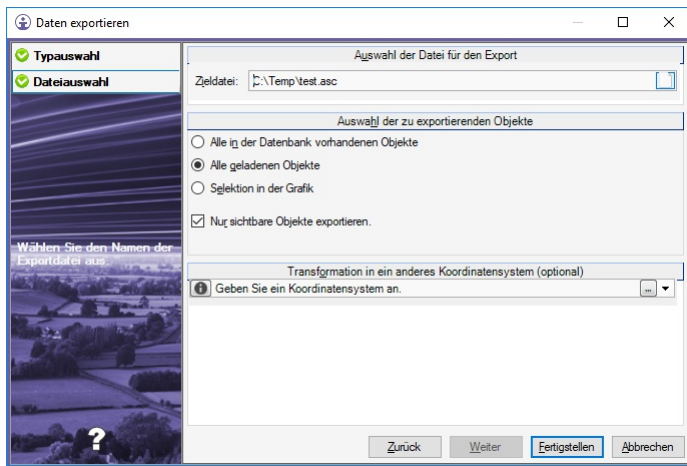 Daten exportieren
Typauswahl
Dateiauswahl
Wählen Sie den Namen der
Exportdatei aus.
?
Auswahl der Datei für den Export
Zieldatei: C:\Temp\test.asc
Auswahl der zu exportierenden Objekte
Alle in der Datenbank vorhandenen Objekte
Alle geladenen Objekte
Selektion in der Grafik
Nur sichtbare Objekte exportieren.
Transformation in ein anderes Koordinatensystem (optional)
Geben Sie ein Koordinatensystem an. ...
Zurück Weiter Fertigstellen Abbrechen